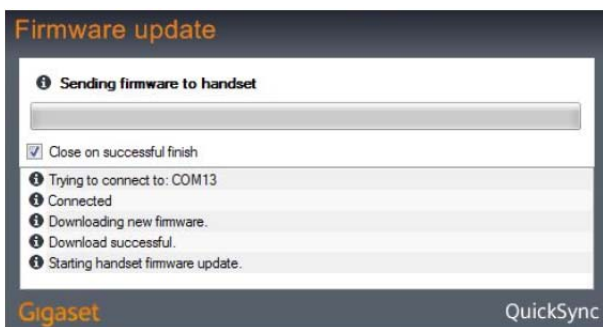 Firmware update
Sending firmware to handset
Close on successful finish
Trying to connect to: COM13
Connected
Downloading new firmware.
Download successful.
Starting handset firmware update.
Gigaset QuickSync